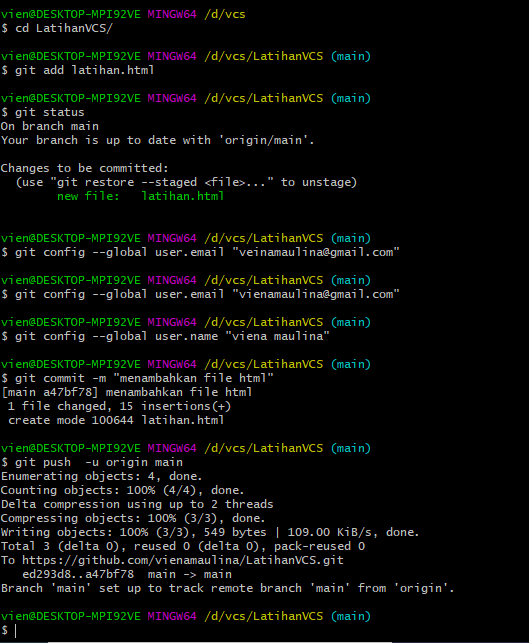 vien@DESKTOP-MPI92VE MINGW64 /d/vcs
$ cd LatihanVCS/
vien@DESKTOP-MPI92VE MINGW64 /d/vcs/LatihanVCS (main)
$ git add latihan.html
vien@DESKTOP-MPI92VE MINGW64 /d/vcs/LatihanVCS (main)
$ git status
On branch main
Your branch is up to date with 'origin/main'.
Changes to be committed:
  (use "git restore --staged <file>..." to unstage)
        new file:   latihan.html
vien@DESKTOP-MPI92VE MINGW64 /d/vcs/LatihanVCS (main)
$ git config --global user.email "veinamaulina@gmail.com"
vien@DESKTOP-MPI92VE MINGW64 /d/vcs/LatihanVCS (main)
$ git config --global user.email "vienamaulina@gmail.com"
vien@DESKTOP-MPI92VE MINGW64 /d/vcs/LatihanVCS (main)
$ git config --global user.name "viena maulina"
vien@DESKTOP-MPI92VE MINGW64 /d/vcs/LatihanVCS (main)
$ git commit -m "menambahkan file html"
[main a47bf78] menambahkan file html
 1 file changed, 15 insertions(+)
 create mode 100644 latihan.html
vien@DESKTOP-MPI92VE MINGW64 /d/vcs/LatihanVCS (main)
$ git push  -u origin main
Enumerating objects: 4, done.
Counting objects: 100% (4/4), done.
Delta compression using up to 2 threads
Compressing objects: 100% (3/3), done.
Writing objects: 100% (3/3), 549 bytes | 109.00 KiB/s, done.
Total 3 (delta 0), reused 0 (delta 0), pack-reused 0
To https://github.com/vienamaulina/LatihanVCS.git
   ed293d8..a47bf78  main -> main
Branch 'main' set up to track remote branch 'main' from 'origin'.
vien@DESKTOP-MPI92VE MINGW64 /d/vcs/LatihanVCS (main)
$